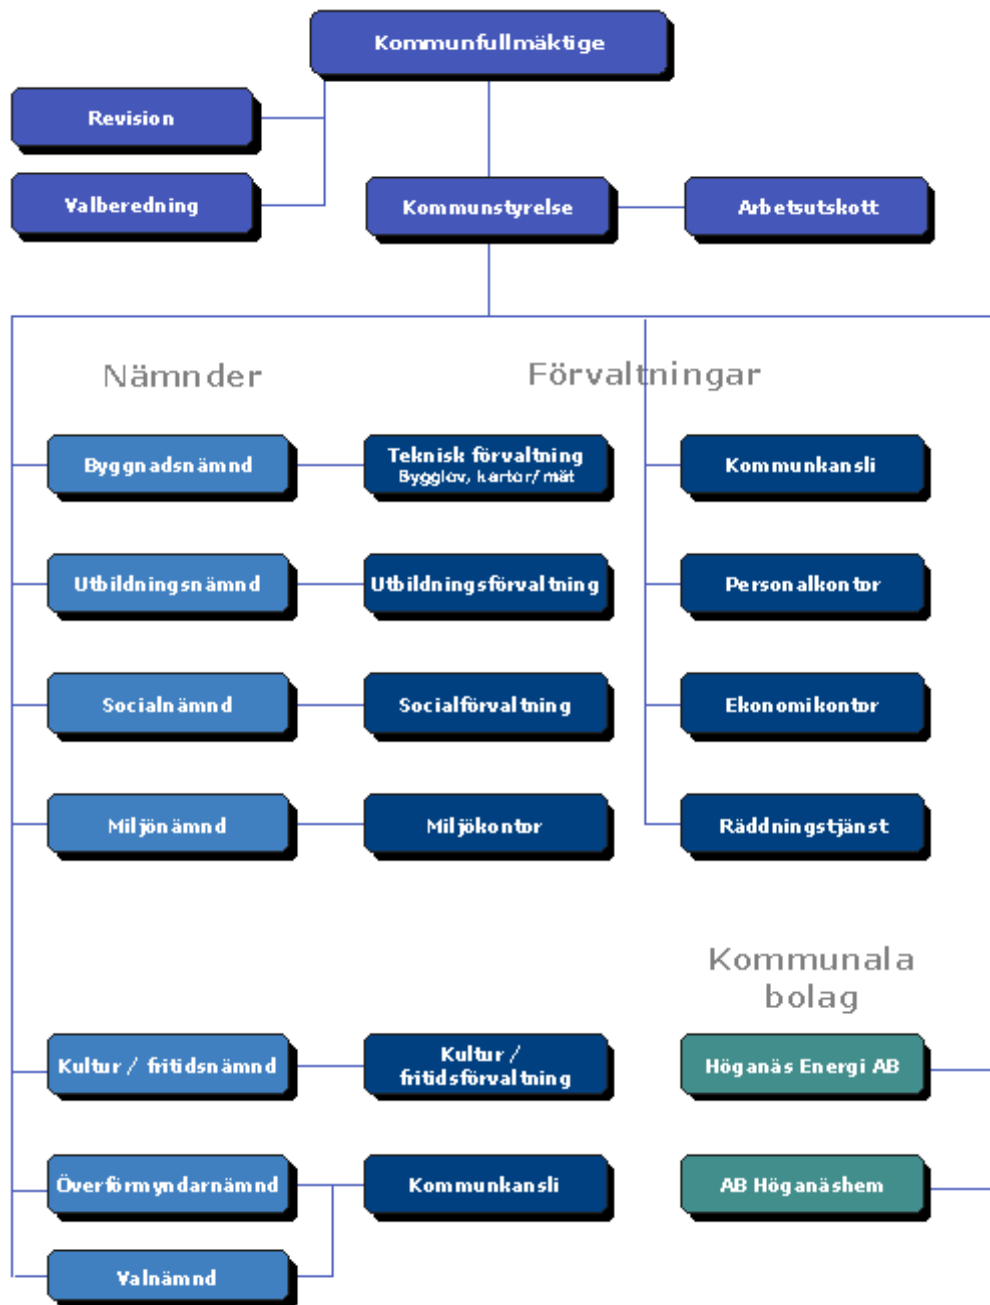 Kommunfullmäktige
Revision
Valberedning
Kommunstyrelse
Arbetsutskott
Nämnder
Förvaltningar
Byggnadsnämnd
Teknisk förvaltning
Bygglov, kartor/mät
Kommunkansli
Utbildningsnämnd
Utbildningsförvaltning
Personalkontor
Socialnämnd
Socialförvaltning
Ekonomikontor
Miljönämnd
Miljökontor
Räddningstjänst
Kommunala
bolag
Kultur / fritidsnämnd
Kultur /
fritidsförvaltning
Höganäs Energi AB
Överförmyndarnämnd
Kommunkansli
AB Höganäshem
Valnämnd